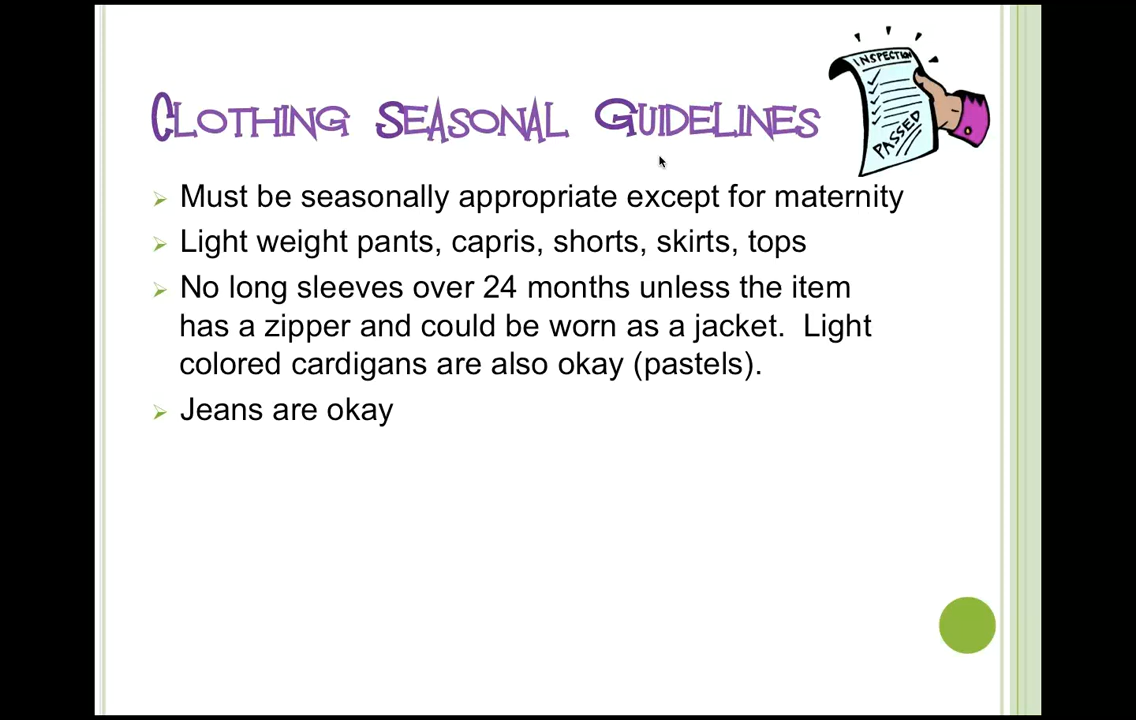 INSPECTION
PASSED
CLOTHING SEASONAL GUIDELINES
Must be seasonally appropriate except for maternity
Light weight pants, capris, shorts, skirts, tops
No long sleeves over 24 months unless the item
has a zipper and could be worn as a jacket.  Light
colored cardigans are also okay (pastels).
Jeans are okay